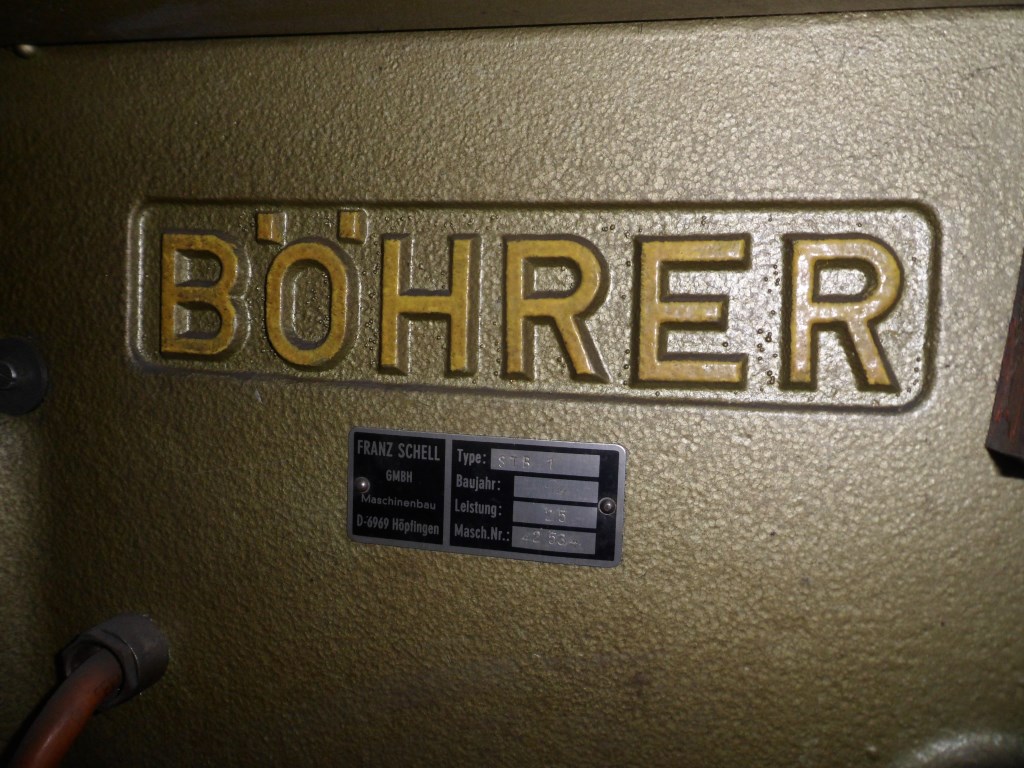 BÖHRER
FRANZ SCHELL
GMBH
Maschinenbau
D-6969 Höpfingen
Type:
Baujahr:
Leistung:
Masch.Nr.: